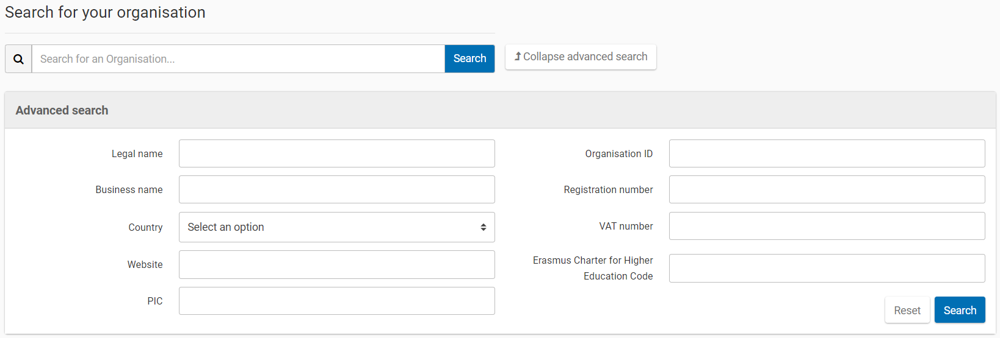 Search for your organisation
Search for an Organisation...
Search
Collapse advanced search
Advanced search
Legal name
Business name
Country
Select an option
Website
PIC
Organisation ID
Registration number
VAT number
Erasmus Charter for Higher
Education Code
Reset
Search